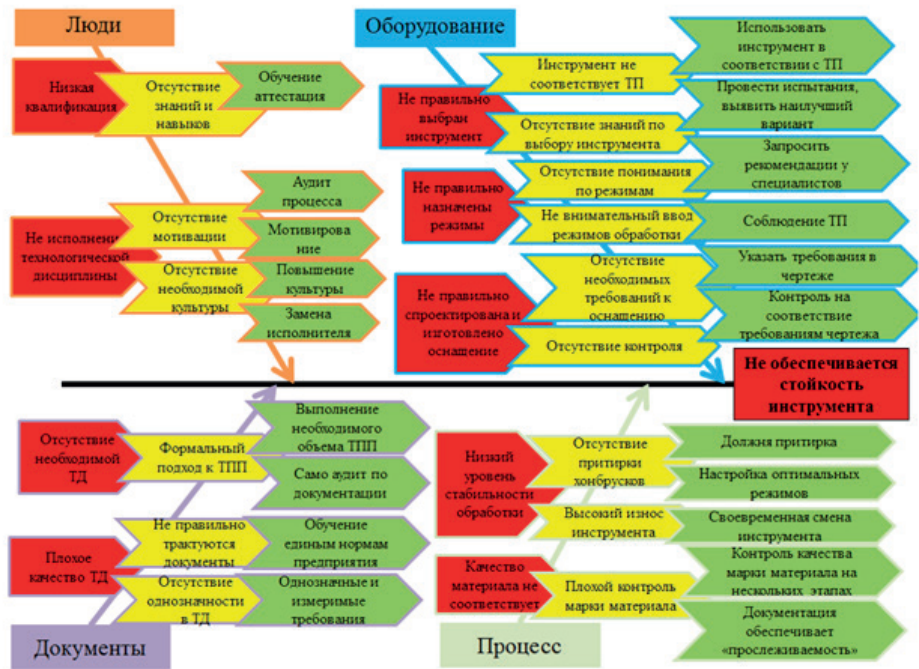 Люди
Низкая
квалификация
Отсутствие
знаний и
навыков
Обучение
аттестация
Не исполнение
технологической
дисциплины
Отсутствие
мотивации
Отсутствие
необходимой
культуры
Аудит
процесса
Мотивирова
ние
Повышение
культуры
Замена
исполнителя
Оборудование
Не правильно
выбран
инструмент
Инструмент не
соответствует ТП
Отсутствие знаний по
выбору инструмента
Использовать
инструмент в
соответствии с ТП
Провести испытания,
выявить наилучший
вариант
Не правильно
назначены
режимы
Отсутствие понимания
по режимам
Не внимательный ввод
режимов обработки
Запросить
рекомендации у
специалистов
Соблюдение ТП
Не правильно
спроектирована и
изготовлено
оснащение
Отсутствие
необходимых
требований к
оснащению
Отсутствие контроля
Указать требования в
чертеже
Контроль на
соответствие
требованиям чертежа
Не обеспечивается
стойкость
инструмента
Отсутствие
необходимой
ТД
Формальный
подход к ТПП
Выполнение
необходимого
объема ТПП
Само аудит по
документации
Плохое
качество ТД
Не правильно
трактуются
документы
Отсутствие
однозначности
в ТД
Обучение
единым нормам
предприятия
Однозначные и
измеримые
требования
Документы
Низкий
уровень
стабильности
обработки
Отсутствие
притирки
хонбрусков
Высокий износ
инструмента
Должня притирка
Настройка оптимальных
режимов
Своевременная смена
инструмента
Качество
материала не
соответствует
Плохой контроль
марки материала
Контроль качества
марки материала на
нескольких этапах
Документация
обеспечивает
«прослеживаемость»
Процесс